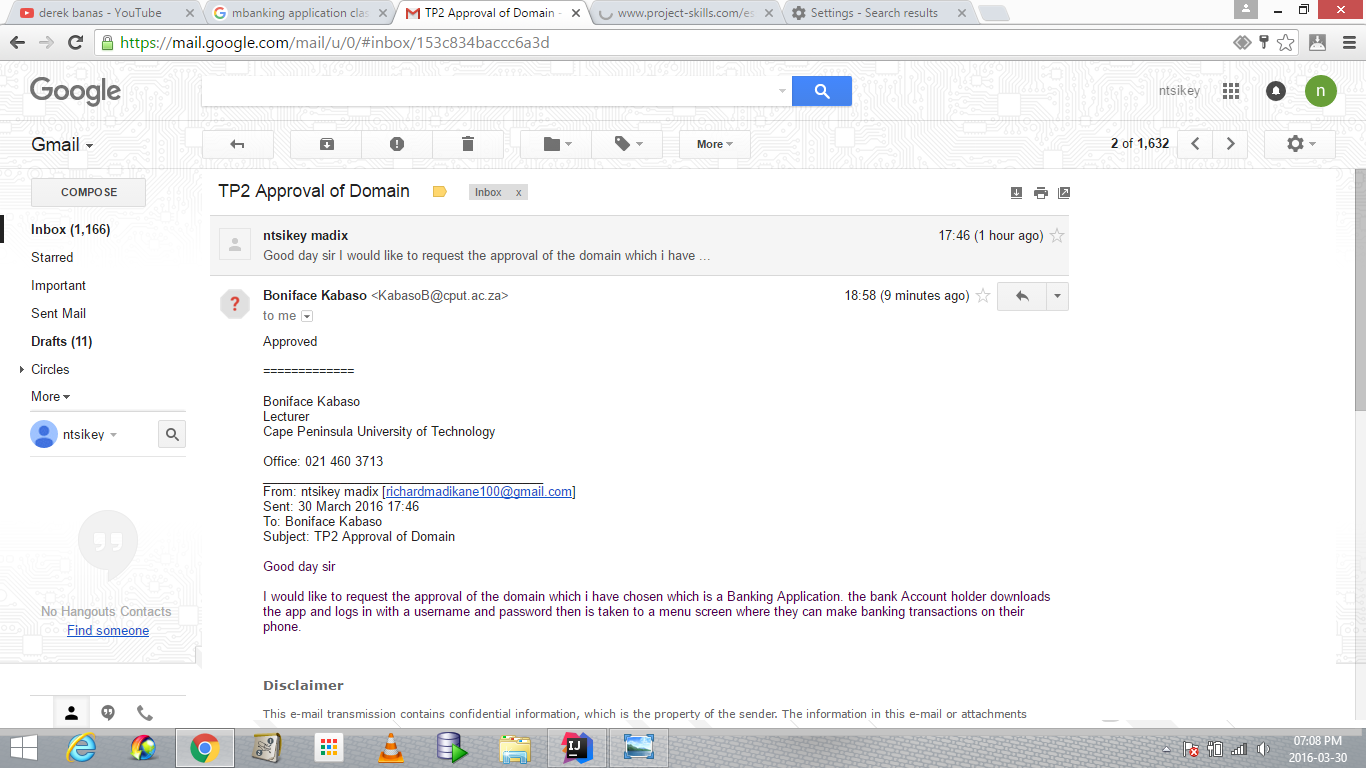 derek banas - YouTube
mbanking application clas
TP2 Approval of Domain -
www.project-skills.com/es
Settings - Search results
https://mail.google.com/mail/u/0/#inbox/153c834baccc6a3d
Google
ntsikey
n
Gmail
More
2 of 1,632
COMPOSE
Inbox (1,166)
Starred
Important
Sent Mail
Drafts (11)
Circles
More
ntsikey
No Hangouts Contacts
Find someone
TP2 Approval of Domain
Inbox x
ntsikey madix
17:46 (1 hour ago)
Good day sir I would like to request the approval of the domain which i have ...
Boniface Kabaso <KabasoB@cput.ac.za>
18:58 (9 minutes ago)
to me
Approved
=============
Boniface Kabaso
Lecturer
Cape Peninsula University of Technology
Office: 021 460 3713
________________________________________
From: ntsikey madix [richardmadikane100@gmail.com]
Sent: 30 March 2016 17:46
To: Boniface Kabaso
Subject: TP2 Approval of Domain
Good day sir
I would like to request the approval of the domain which i have chosen which is a Banking Application. the bank Account holder downloads
the app and logs in with a username and password then is taken to a menu screen where they can make banking transactions on their
phone.
Disclaimer
This e-mail transmission contains confidential information, which is the property of the sender. The information in this e-mail or attachments
IJ
07:08 PM
2016-03-30